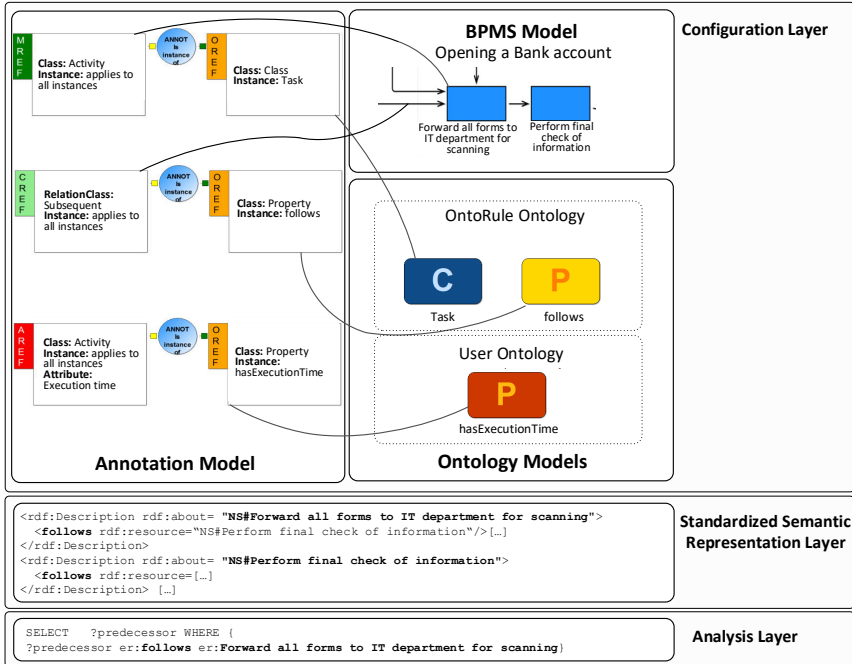 BPMS Model
Opening a Bank account
Configuration Layer
M
R
E
F
Class: Activity
Instance: applies to
all instances
ANNOT
Is
instance
of
O
R
E
F
Class: Class
Instance: Task
Forward all forms to
IT department for
scanning
Perform final
check of
information
C
R
E
F
RelationClass:
Subsequent
Instance: applies to
all instances
ANNOT
Is
instance
of
O
R
E
F
Class: Property
Instance: follows
OntoRule Ontology
C
Task
P
follows
A
R
E
F
Class: Activity
Instance: applies to
all instances
Attribute:
Execution time
ANNOT
Is
instance
of
O
R
E
F
Class: Property
Instance:
hasExecutionTime
User Ontology
P
hasExecutionTime
Annotation Model
Ontology Models
<rdf:Description rdf:about= "NS#Forward all forms to IT department for scanning">
<follows rdf:resource=“NS#Perform final check of information“/>[…]
</rdf:Description>
<rdf:Description rdf:about= "NS#Perform final check of information">
<follows rdf:resource=[…]
</rdf:Description> […]
Standardized Semantic
Representation Layer
SELECT ?predecessor WHERE {
?predecessor er:follows er:Forward all forms to IT department for scanning}
Analysis Layer